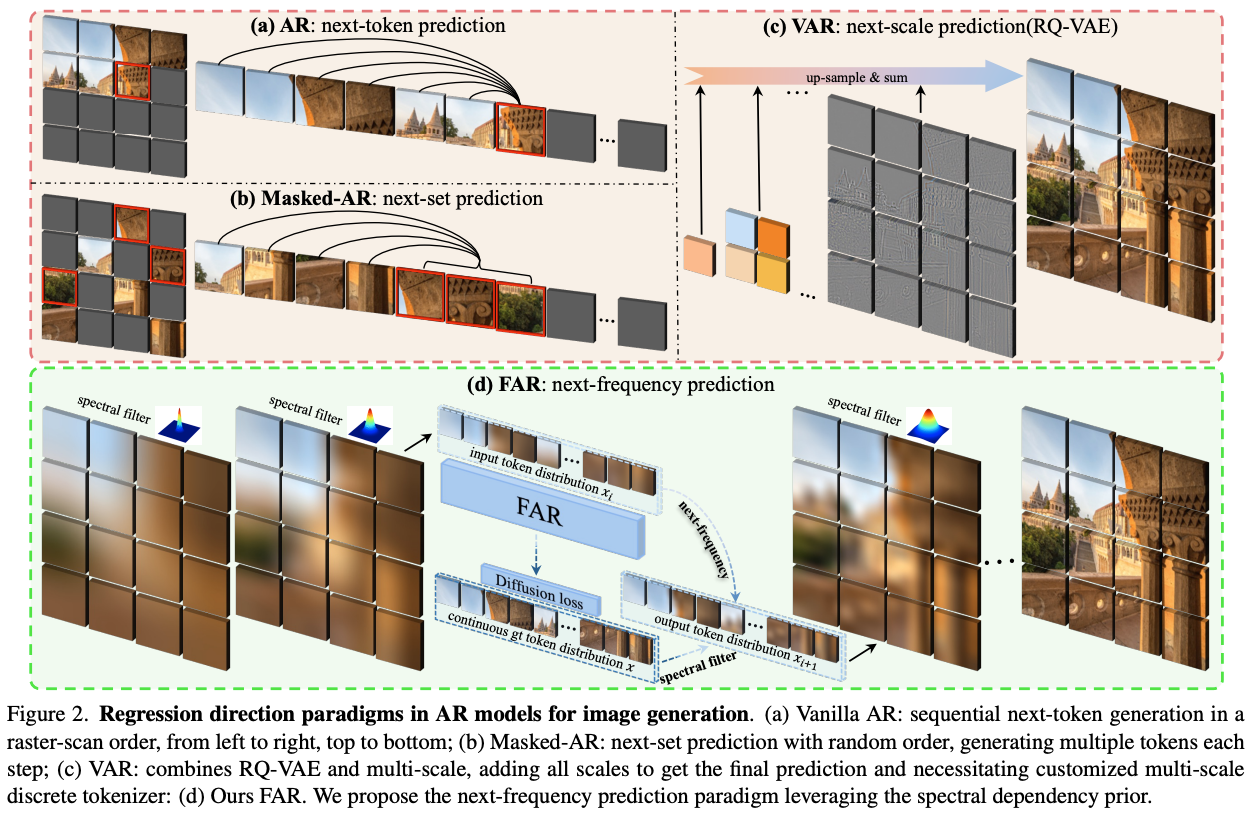 (a) AR: next-token prediction
...
(b) Masked-AR: next-set prediction
...
(c) VAR: next-scale prediction(RQ-VAE)
up-sample & sum
...
...
(d) FAR: next-frequency prediction
spectral filter
spectral filter
...
input token distribution xi
FAR
next-frequency
Diffusion loss
...
continuous gt token distribution x
spectral filter
...
output token distribution xi+1
spectral filter
...
Figure 2. Regression direction paradigms in AR models for image generation. (a) Vanilla AR: sequential next-token generation in a
raster-scan order, from left to right, top to bottom; (b) Masked-AR: next-set prediction with random order, generating multiple tokens each
step; (c) VAR: combines RQ-VAE and multi-scale, adding all scales to get the final prediction and necessitating customized multi-scale
discrete tokenizer: (d) Ours FAR. We propose the next-frequency prediction paradigm leveraging the spectral dependency prior.